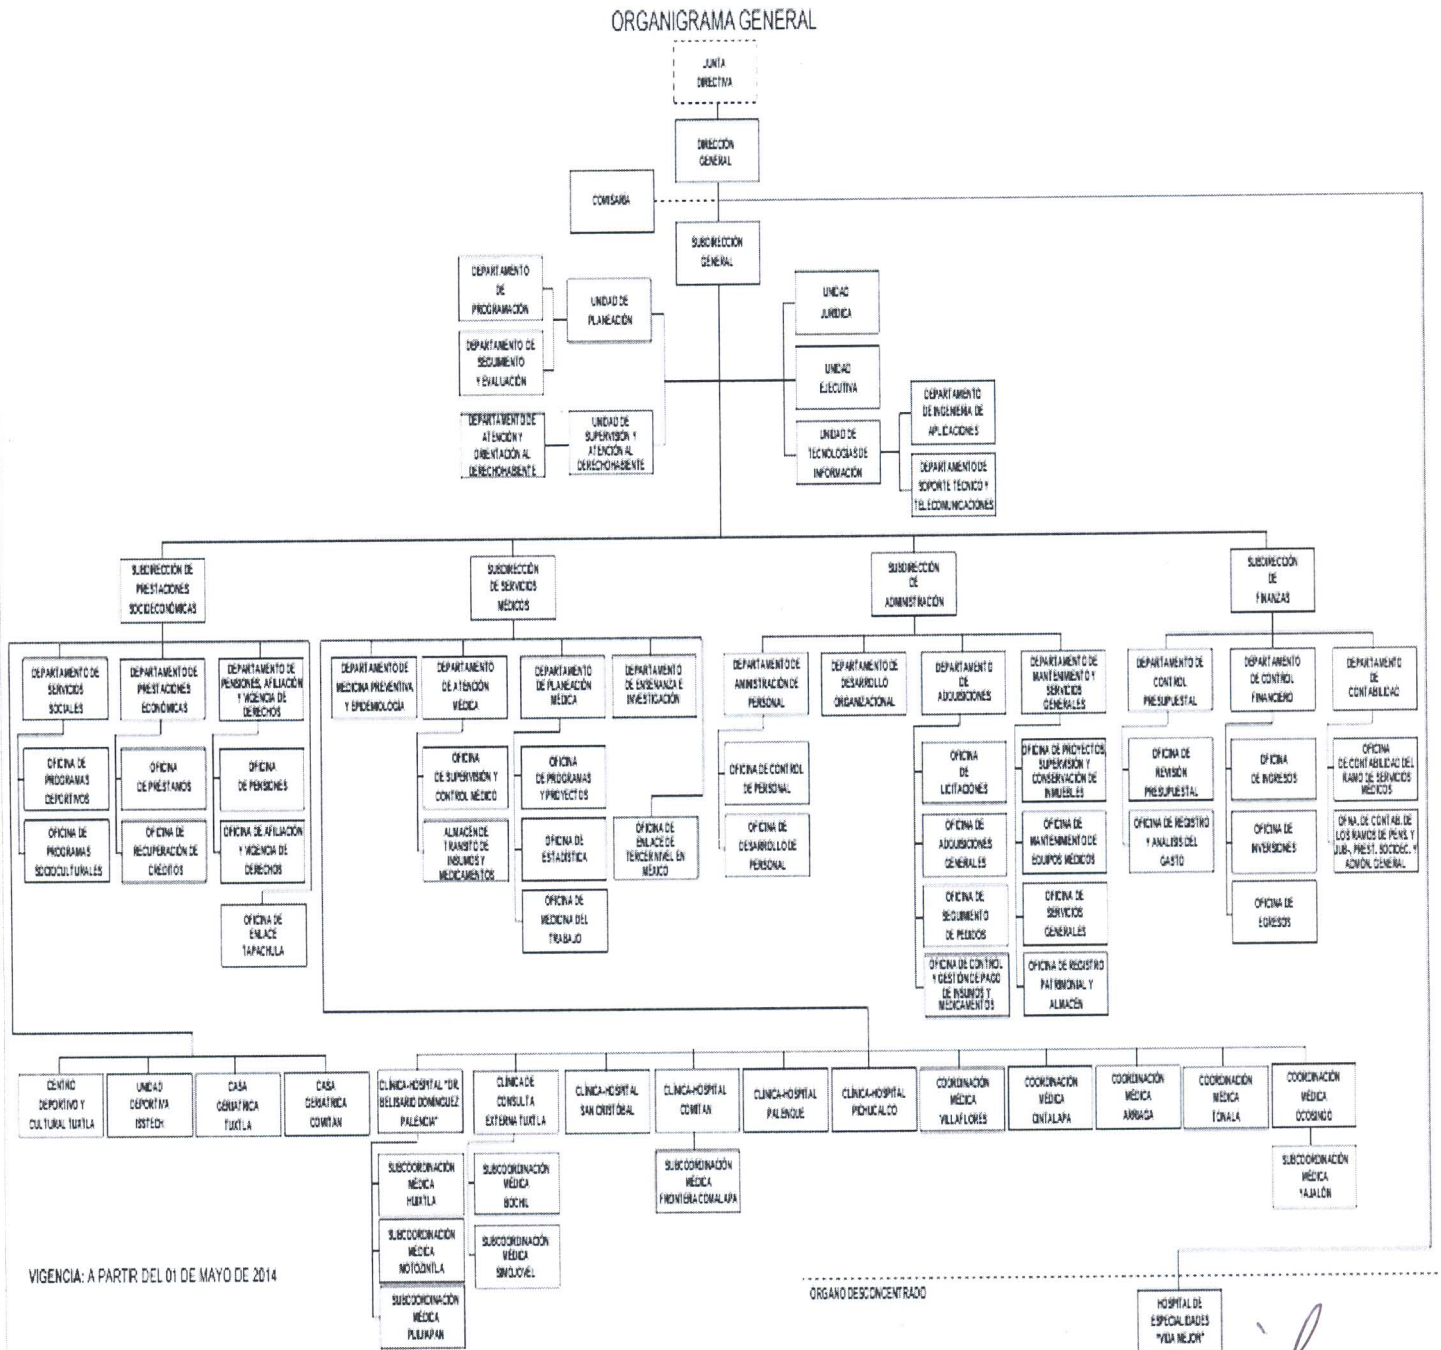 ORGANIGRAMA GENERAL
JUNTA
DIRECTIVA
DIRECCIÓN
GENERAL
COMISARIA
SUBDIRECCIÓN
GENERAL
DEPARTAMENTO
DE
PROGRAMACIÓN
UNIDAD DE
PLANEACIÓN
DEPARTAMENTO DE
SEGUIMIENTO
Y EVALUACIÓN
DEPARTAMENTO DE
ATENCIÓN Y
ORIENTACIÓN AL
DERECHOHABIENTE
UNIDAD DE
SUPERVISIÓN Y
ATENCIÓN AL
DERECHOHABIENTE
UNIDAD
JURÍDICA
UNIDAD
EJECUTIVA
UNIDAD DE
TECNOLOGÍAS DE
INFORMACIÓN
DEPARTAMENTO
DE INGENIERÍA DE
APLICACIONES
DEPARTAMENTO DE
SOPORTE TÉCNICO Y
TELECOMUNICACIONES
SUBDIRECCIÓN DE
PRESTACIONES
SOCIOECONÓMICAS
SUBDIRECCIÓN
DE SERVICIOS
MÉDICOS
SUBDIRECCIÓN
DE
ADMINISTRACIÓN
SUBDIRECCIÓN
DE
FINANZAS
DEPARTAMENTO DE
SERVICIOS
SOCIALES
DEPARTAMENTO DE
PRESTACIONES
ECONÓMICAS
DEPARTAMENTO DE
PENSIONES, AFILIACIÓN
Y VIGENCIA DE
DERECHOS
DEPARTAMENTO DE
MEDICINA PREVENTIVA
Y EPIDEMIOLOGIA
DEPARTAMENTO
DE ATENCIÓN
MÉDICA
DEPARTAMENTO
DE PLANEACIÓN
MÉDICA
DEPARTAMENTO
DE ENSEÑANZA E
INVESTIGACIÓN
DEPARTAMENTO DE
AMINISTRACIÓN DE
PERSONAL
DEPARTAMENTO DE
DESARROLLO
ORGANIZACIONAL
DEPARTAMENTO
DE
ADQUISICIONES
DEPARTAMENTO DE
MANTENIMIENTO Y
SERVICIOS
GENERALES
DEPARTAMENTO DE
CONTROL
PRESUPUESTAL
DEPARTAMENTO
DE CONTROL
FINANCIERO
DEPARTAMENTO
DE
CONTABILIDAD
OFICINA DE
PROGRAMAS
DEPORTIVOS
OFICINA
DE PRÉSTAMOS
OFICINA
DE PENSIONES
OFICINA
DE SUPERVISIÓN Y
CONTROL MÉDICO
OFICINA
DE PROGRAMAS
Y PROYECTOS
OFICINA DE CONTROL
DE PERSONAL
OFICINA
DE
LICITACIONES
OFICINA DE PROYECTOS,
SUPERVISIÓN Y
CONSERVACIÓN DE
INMUEBLES
OFICINA DE
REVISIÓN
PRESUPUESTAL
OFICINA
DE INGRESOS
OFICINA
DE CONTABILIDAD DEL
RAMO DE SERVICIOS
MÉDICOS
OFICINA DE
PROGRAMAS
SOCIOCULTURALES
OFICINA DE
RECUPERACIÓN DE
CRÉDITOS
OFICINA DE AFILIACIÓN
Y VIGENCIA DE
DERECHOS
ALMACÉN DE
TRANSITO DE
INSUMOS Y
MEDICAMENTOS
OFICINA DE
ESTADÍSTICA
OFICINA DE
ENLACE DE
TERCER NIVEL EN
MÉXICO
OFICINA DE
DESARROLLO DE
PERSONAL
OFICINA DE
ADQUISICIONES
GENERALES
OFICINA DE
MANTENIMIENTO DE
EQUIPOS MÉDICOS
OFICINA DE REGISTRO
Y ANÁLISIS DEL
GASTO
OFICINA DE
INVERSIONES
OFNA. DE CONTAB. DE
LOS RAMOS DE PENS. Y
JUB., PREST. SOCIOEC. Y
ADMÓN. GENERAL
OFICINA DE
ENLACE
TAPACHULA
OFICINA DE
MEDICINA DEL
TRABAJO
OFICINA DE
SEGUIMIENTO
DE PEDIDOS
OFICINA DE
SERVICIOS
GENERALES
OFICINA DE
EGRESOS
OFICINA DE CONTROL
Y GESTIÓN DE PAGO
DE INSUMOS Y
MEDICAMENTOS
OFICINA DE REGISTRO
PATRIMONIAL Y
ALMACÉN
CENTRO
DEPORTIVO Y
CULTURAL TUXTLA
UNIDAD
DEPORTIVA
ISSTECH
CASA
GERIATRICA
TUXTLA
CASA
GERIATRICA
COMITAN
CLÍNICA-HOSPITAL "DR.
BELISARIO DOMÍNGUEZ
PALENCIA"
CLÍNICA DE
CONSULTA
EXTERNA TUXTLA
CLÍNICA-HOSPITAL
SAN CRISTÓBAL
CLÍNICA-HOSPITAL
COMITAN
CLÍNICA-HOSPITAL
PALENQUE
CLÍNICA-HOSPITAL
PICHUCALCO
COORDINACIÓN
MÉDICA
VILLAFLORES
COORDINACIÓN
MÉDICA
CINTALAPA
COORDINACIÓN
MÉDICA
ARRIAGA
COORDINACIÓN
MÉDICA
TONALA
COORDINACIÓN
MÉDICA
OCOSINGO
SUBCOORDINACIÓN
MÉDICA
HUIXTLA
SUBCOORDINACIÓN
MÉDICA
BOCHIL
SUBCOORDINACIÓN
MÉDICA
FRONTERA COMALAPA
SUBCOORDINACIÓN
MÉDICA
YAJALÓN
SUBCOORDINACIÓN
MÉDICA
MOTOZINTLA
SUBCOORDINACIÓN
MÉDICA
SIMOJOVEL
SUBCOORDINACIÓN
MÉDICA
PIJIJIAPAN
VIGENCIA: A PARTIR DEL 01 DE MAYO DE 2014
ORGANO DESCONCENTRADO
HOSPITAL DE
ESPECIALIDADES
"VIDA MEJOR"